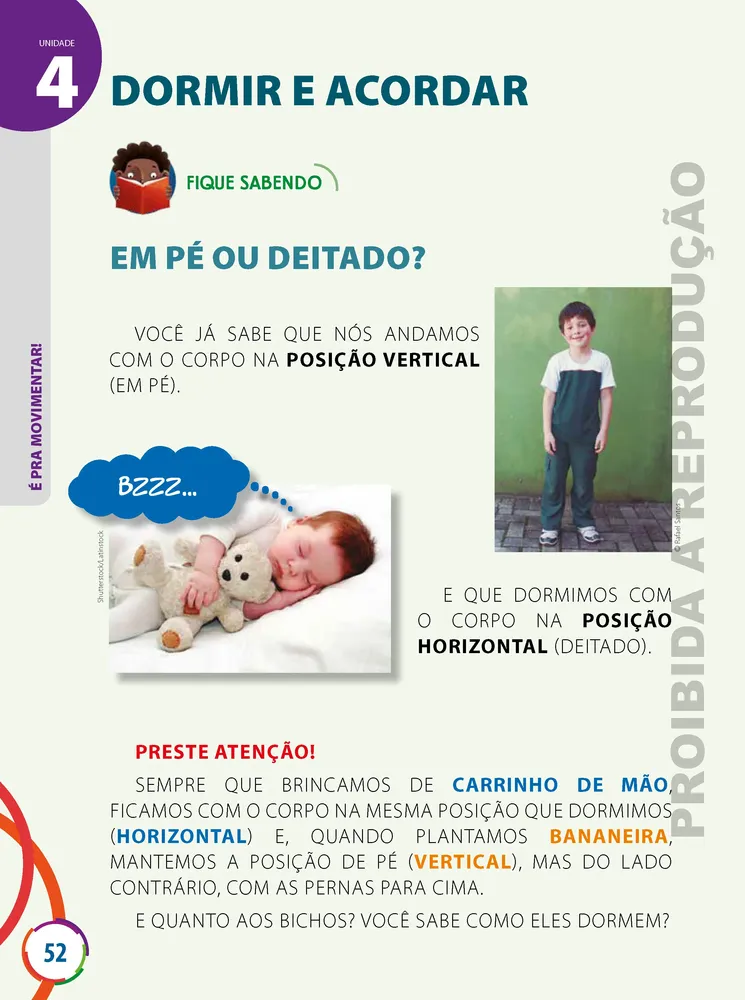 UNIDADE
4
DORMIR E ACORDAR
FIQUE SABENDO
EM PÉ OU DEITADO?
VOCÊ JÁ SABE QUE NÓS ANDAMOS
COM O CORPO NA POSIÇÃO VERTICAL
(EM PÉ).
É PRA MOVIMENTAR!
BZZZ...
Shutterstock/Latinstock
© Rafael Santos
E QUE DORMIMOS COM
O CORPO NA POSIÇÃO
HORIZONTAL (DEITADO).
PRESTE ATENÇÃO!
SEMPRE QUE BRINCAMOS DE CARRINHO DE MÃO,
FICAMOS COM O CORPO NA MESMA POSIÇÃO QUE DORMIMOS
(HORIZONTAL) E, QUANDO PLANTAMOS BANANEIRA,
MANTEMOS A POSIÇÃO DE PÉ (VERTICAL), MAS DO LADO
CONTRÁRIO, COM AS PERNAS PARA CIMA.
E QUANTO AOS BICHOS? VOCÊ SABE COMO ELES DORMEM?
52
PROIBIDA A REPRODUÇÃO